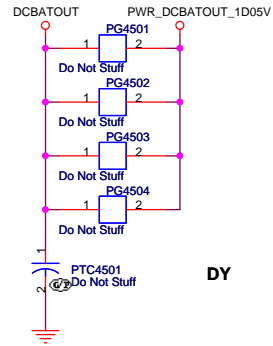 DCBATOUT PWR_DCBATOUT_1D05V
PG4501
1 2
Do Not Stuff
PG4502
1 2
Do Not Stuff
PG4503
1 2
Do Not Stuff
PG4504
1 2
Do Not Stuff
1
PTC4501
2 Do Not Stuff
DY